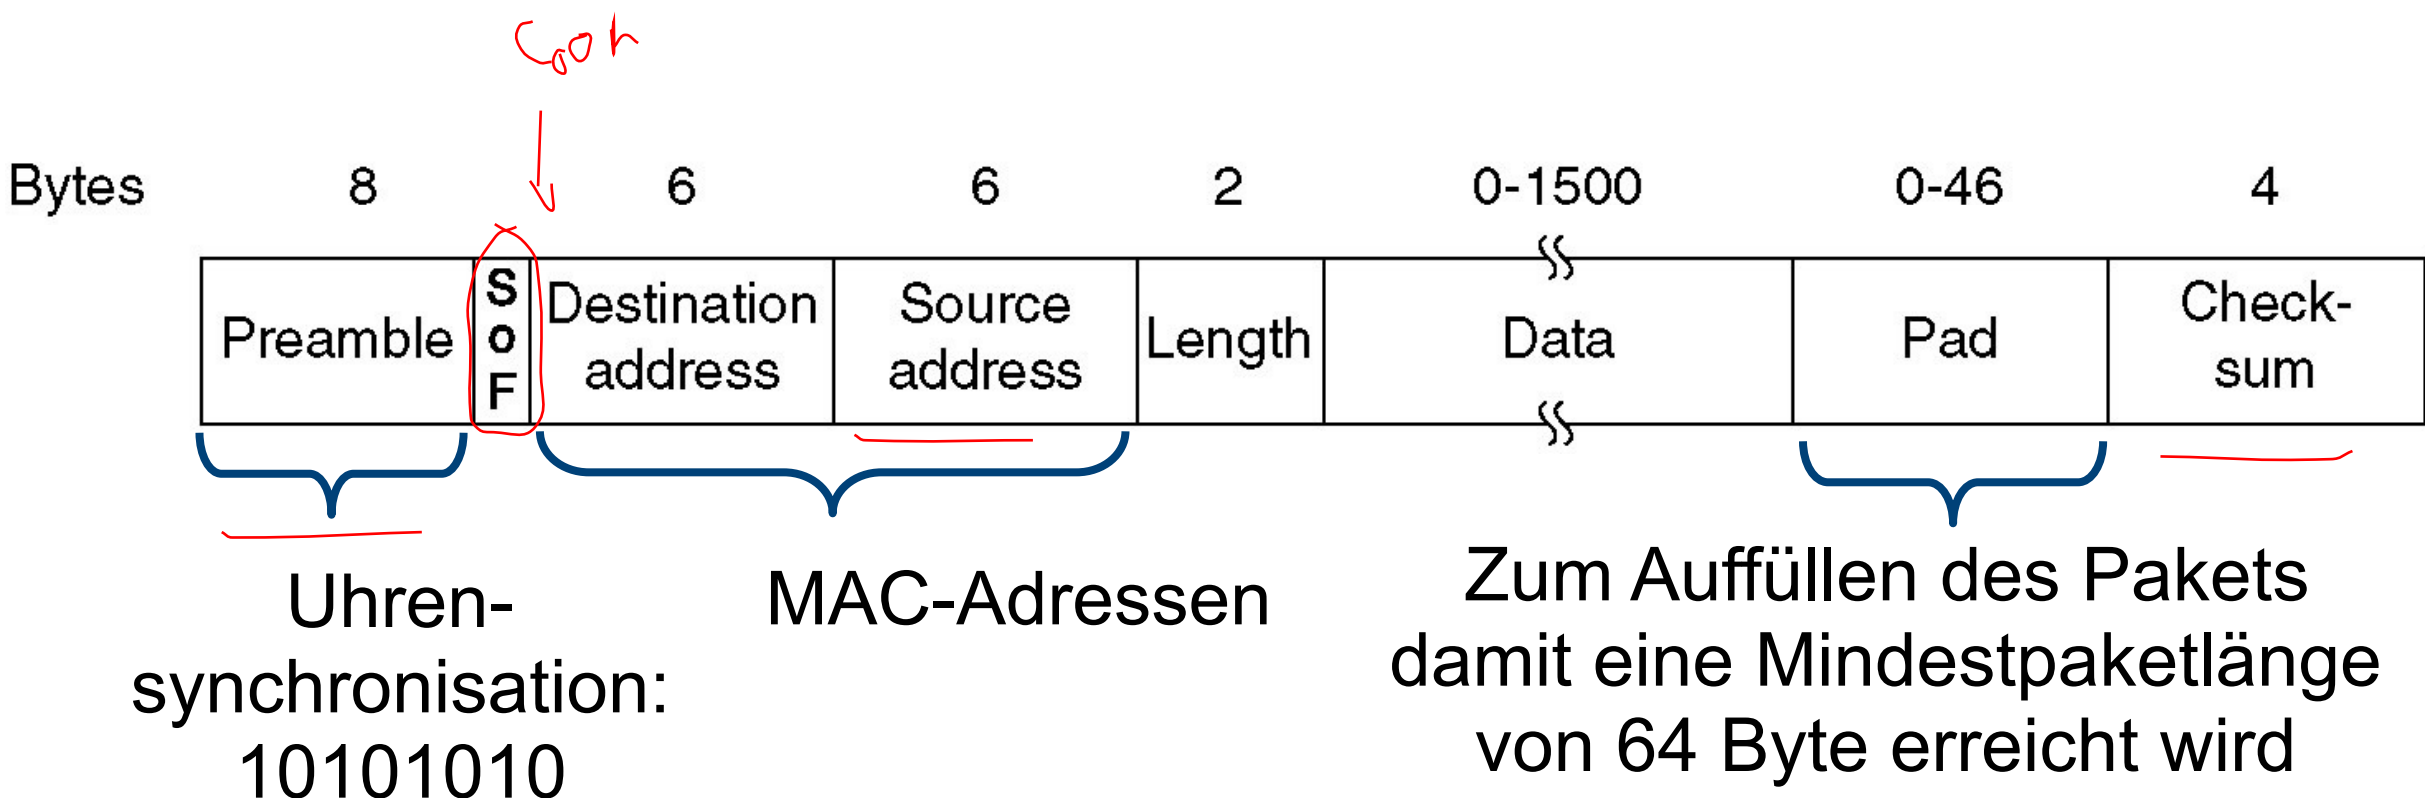 Bytes 8 6 6 2 0-1500 0-46 4
Preamble
S
o
F
Destination
address
Source
address
Length
Data
Pad
Check-
sum
Uhren-
synchronisation:
10101010
MAC-Adressen
Zum Auffüllen des Pakets
damit eine Mindestpaketlänge
von 64 Byte erreicht wird